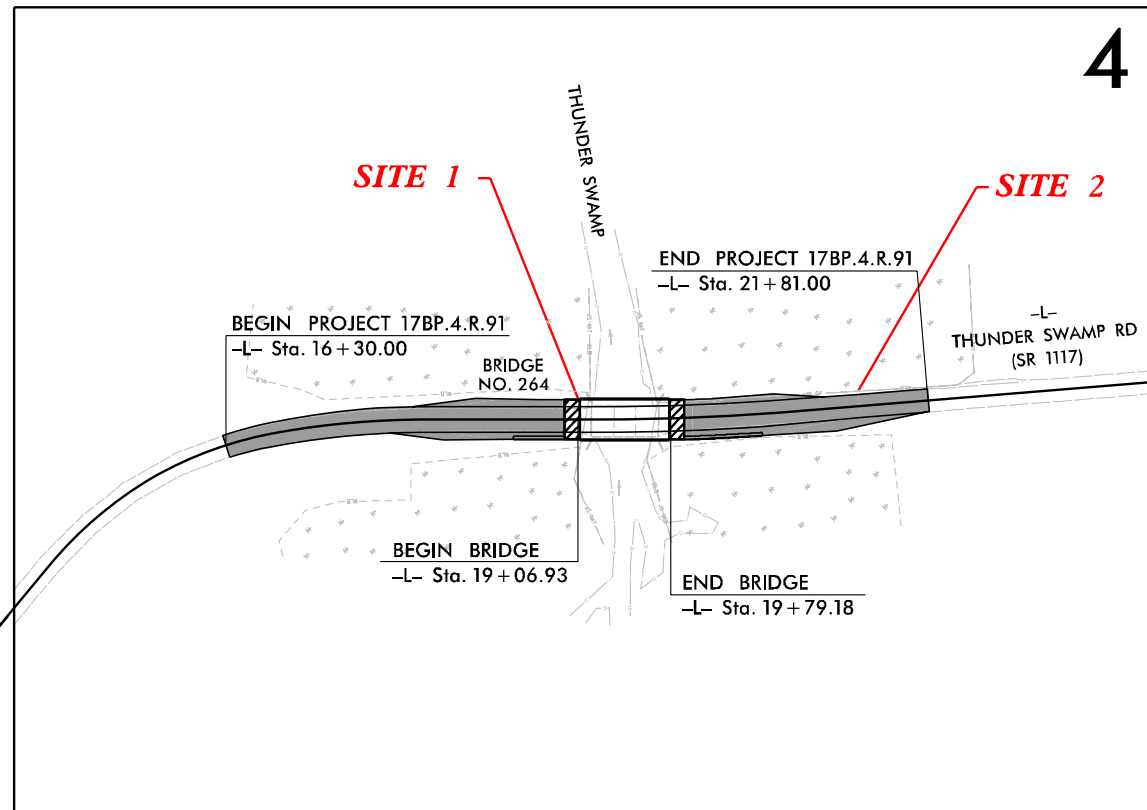 4
THUNDER SWAMP
SITE 1
SITE 2
END PROJECT 17BP.4.R.91
-L- Sta. 21+81.00
BEGIN PROJECT 17BP.4.R.91
-L- Sta. 16+30.00
-L-
THUNDER SWAMP RD
(SR 1117)
BRIDGE
NO. 264
BEGIN BRIDGE
-L- Sta. 19+06.93
END BRIDGE
-L- Sta. 19+79.18